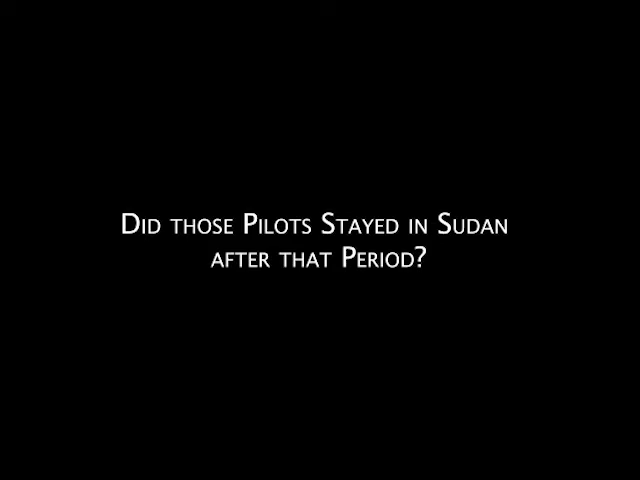 Did those Pilots Stayed in Sudan
after that Period?